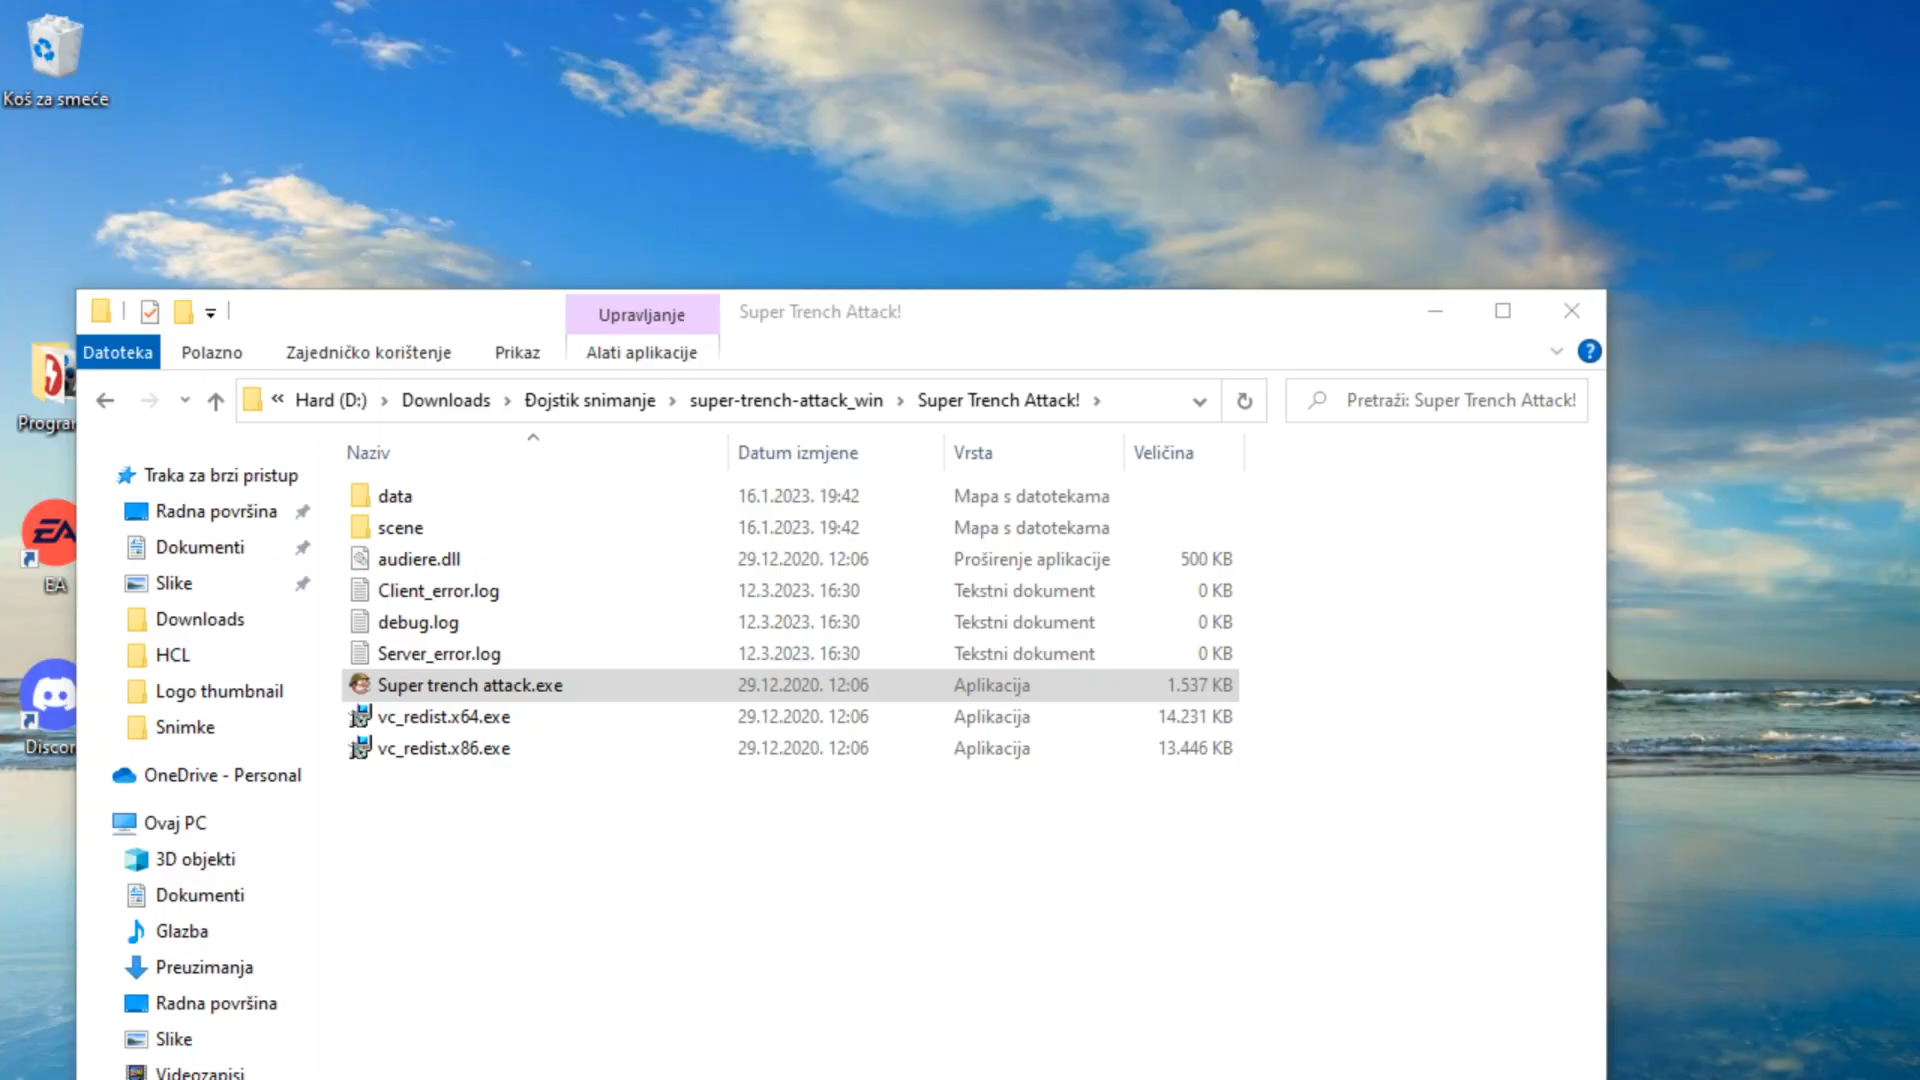 Koš za smeće
Upravljanje
Super Trench Attack!
Datoteka
Polazno
Zajedničko korištenje
Prikaz
Alati aplikacije
« Hard (D:) › Downloads › Đojstik snimanje › super-trench-attack_win › Super Trench Attack! ›
Pretraži: Super Trench Attack!
Progra
EA
EA
Discor
Traka za brzi pristup
Radna površina
Dokumenti
Slike
Downloads
HCL
Logo thumbnail
Snimke
OneDrive - Personal
Ovaj PC
3D objekti
Dokumenti
Glazba
Preuzimanja
Radna površina
Slike
Videozapisi
Naziv Datum izmjene Vrsta Veličina
data 16.1.2023. 19:42 Mapa s datotekama
scene 16.1.2023. 19:42 Mapa s datotekama
audiere.dll 29.12.2020. 12:06 Proširenje aplikacije 500 KB
Client_error.log 12.3.2023. 16:30 Tekstni dokument 0 KB
debug.log 12.3.2023. 16:30 Tekstni dokument 0 KB
Server_error.log 12.3.2023. 16:30 Tekstni dokument 0 KB
Super trench attack.exe 29.12.2020. 12:06 Aplikacija 1.537 KB
vc_redist.x64.exe 29.12.2020. 12:06 Aplikacija 14.231 KB
vc_redist.x86.exe 29.12.2020. 12:06 Aplikacija 13.446 KB